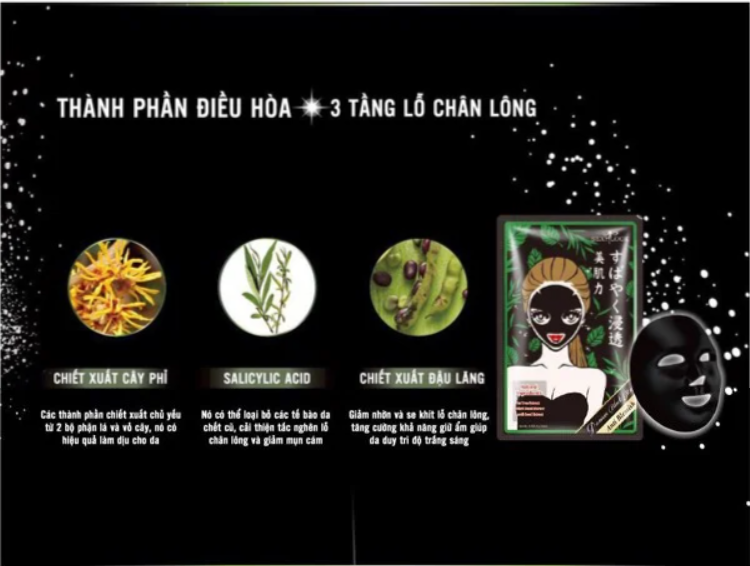 THÀNH PHẦN ĐIỀU HÒA 3 TẦNG LỖ CHÂN LÔNG
CHIẾT XUẤT CÂY PHỈ
Các thành phần chiết xuất chủ yếu
từ 2 bộ phận lá và vỏ cây, nó có
hiệu quả làm dịu cho da
SALICYLIC ACID
Nó có thể loại bỏ các tế bào da
chết cũ, cải thiện tắc nghẽn lỗ
chân lông và giảm mụn cám
CHIẾT XUẤT ĐẬU LĂNG
Giảm nhờn và se khít lỗ chân lông,
tăng cường khả năng giữ ẩm giúp
da duy trì độ trắng sáng
すばやく浸透
美肌力